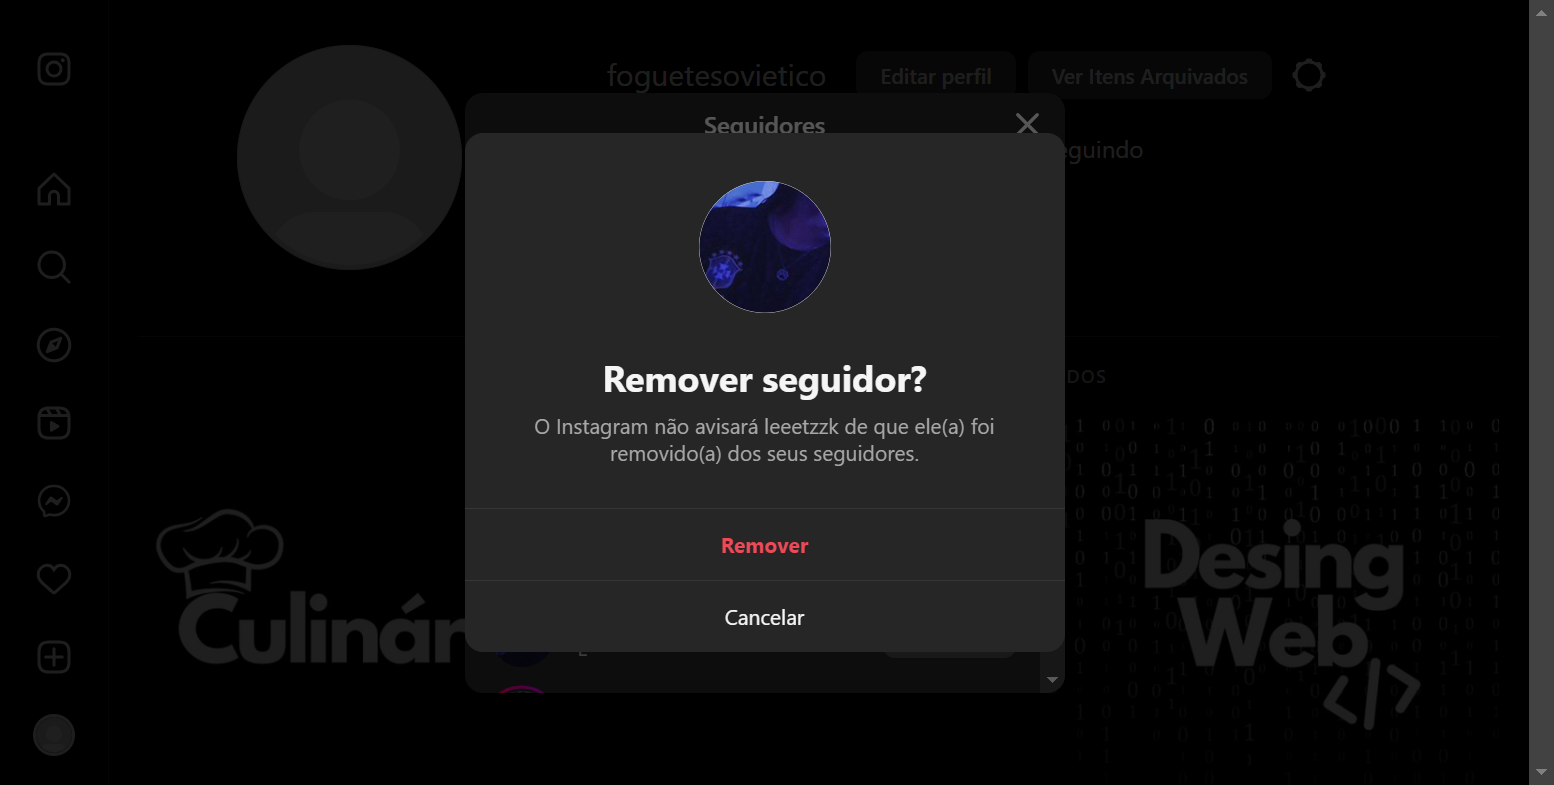 foguetesovietico
Editar perfil
Ver Itens Arquivados
Seguidores
eguindo
Remover seguidor?
O Instagram não avisará leeetzzk de que ele(a) foi
removido(a) dos seus seguidores.
DOS
Remover
Cancelar
Culinár
Desing
Web
</>